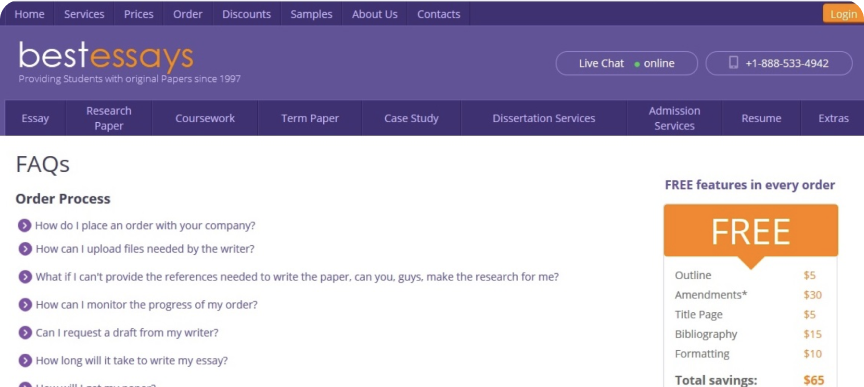 Home Services Prices Order Discounts Samples About Us Contacts Login
bestessays
Providing Students with original Papers since 1997
Live Chat online +1-888-533-4942
Essay Research Paper Coursework Term Paper Case Study Dissertation Services Admission Services Resume Extras
FAQs
Order Process
How do I place an order with your company?
How can I upload files needed by the writer?
What if I can't provide the references needed to write the paper, can you, guys, make the research for me?
How can I monitor the progress of my order?
Can I request a draft from my writer?
How long will it take to write my essay?
How will I get my paper?
FREE features in every order
FREE
Outline $5
Amendments* $30
Title Page $5
Bibliography $15
Formatting $10
Total savings: $65